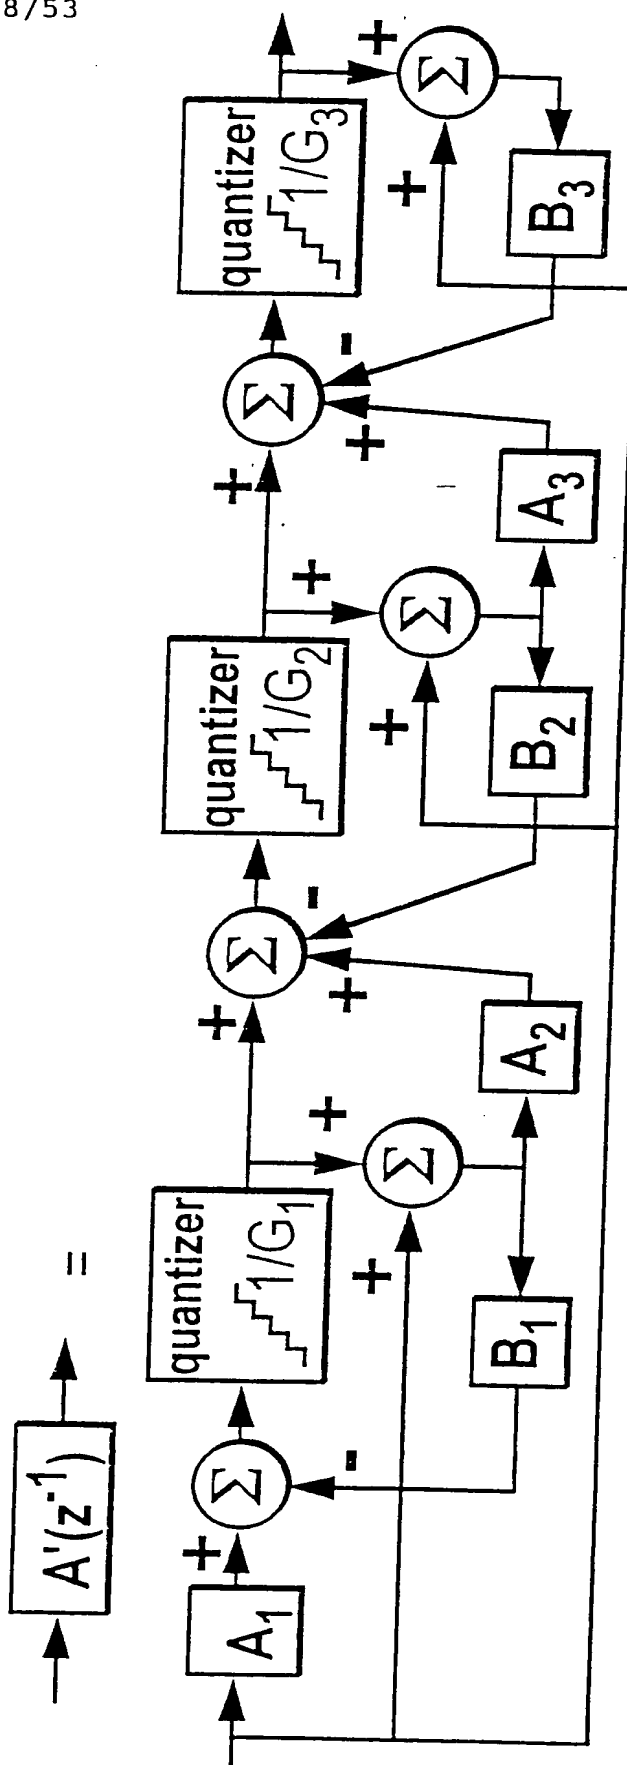 8/53
A'(z⁻¹)
=
A₁
+
Σ
-
quantizer
1/G₁
+
+
Σ
B₁
+
A₂
+
Σ
-
quantizer
1/G₂
+
+
Σ
B₂
+
A₃
+
Σ
-
quantizer
1/G₃
+
+
Σ
B₃